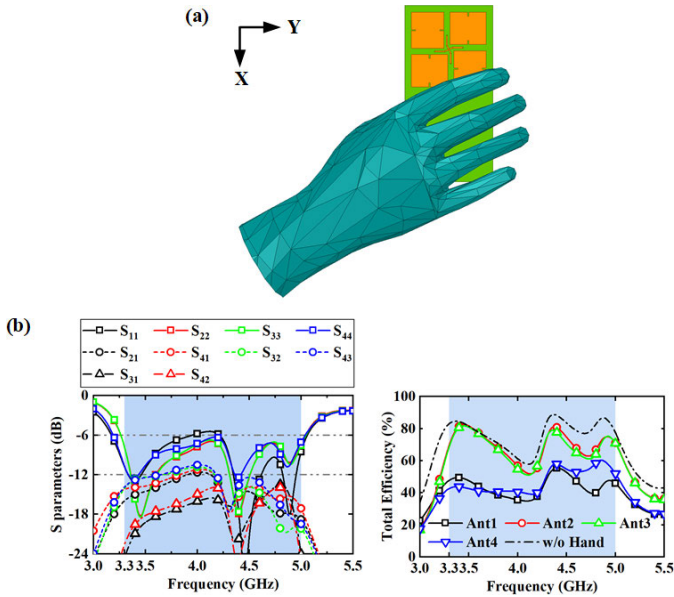 (a)
Y
X
(b)
S11 S22 S33 S44
S21 S41 S32 S43
S31 S42
0
-6
-12
-18
-24
S parameters (dB)
3.0 3.3 3.5 4.0 4.5 5.0 5.5
Frequency (GHz)
100
80
60
40
20
0
Total Efficiency (%)
Ant1 Ant2 Ant3
Ant4 w/o Hand
3.0 3.3 3.5 4.0 4.5 5.0 5.5
Frequency (GHz)